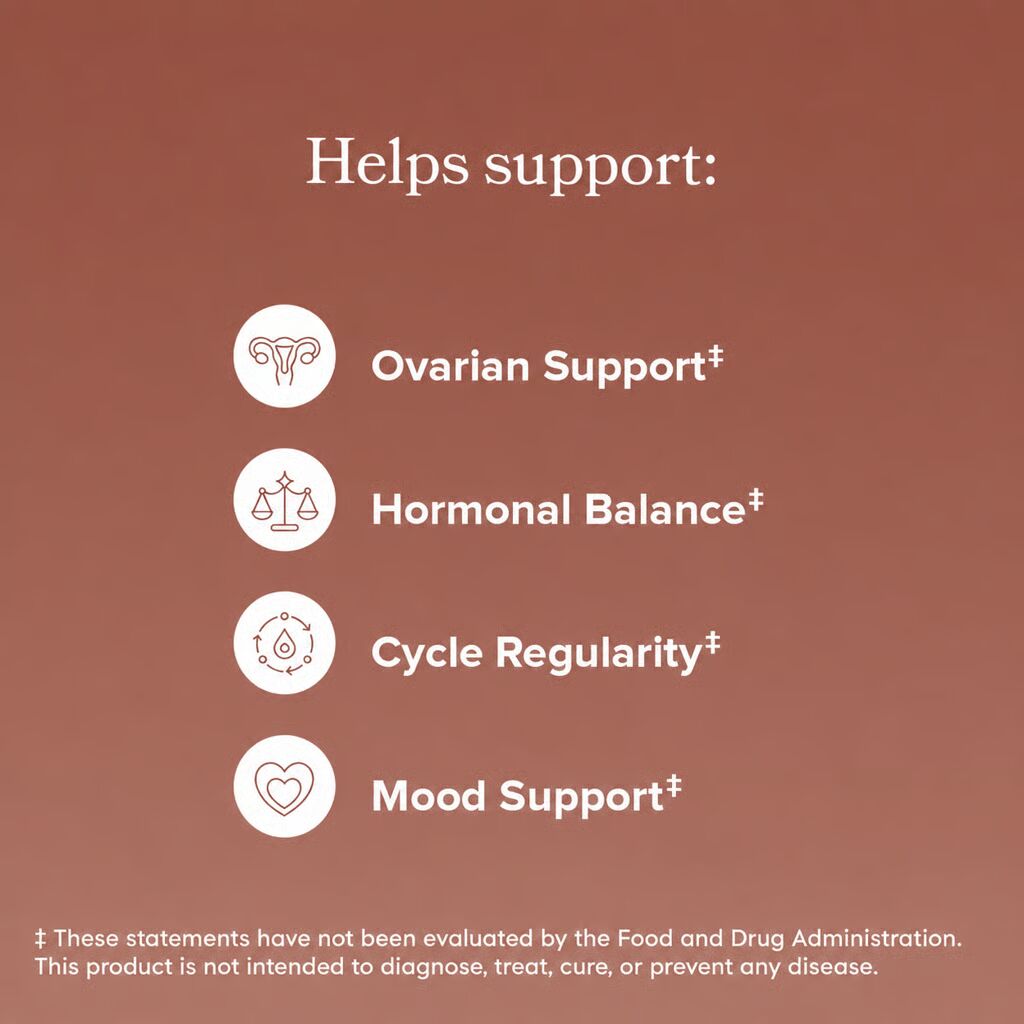 Helps support:
Ovarian Support‡
Hormonal Balance‡
Cycle Regularity‡
Mood Support‡
‡ These statements have not been evaluated by the Food and Drug Administration.
This product is not intended to diagnose, treat, cure, or prevent any disease.